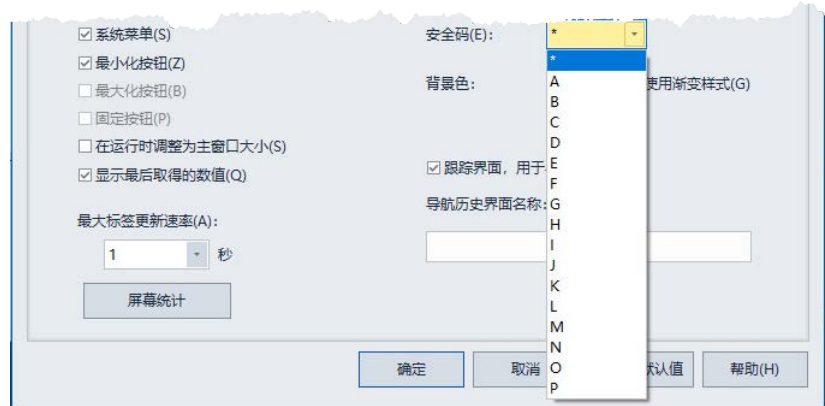 系统菜单(S)
最小化按钮(Z)
最大化按钮(B)
固定按钮(P)
在运行时调整为主窗口大小(S)
显示最后取得的数值(Q)
最大标签更新速率(A):
1
秒
屏幕统计
安全码(E):
*
*
A
B
C
D
E
F
G
H
I
J
K
L
M
N
O
P
背景色:
使用渐变样式(G)
跟踪界面，用于
导航历史界面名称:
确定
取消
默认值
帮助(H)